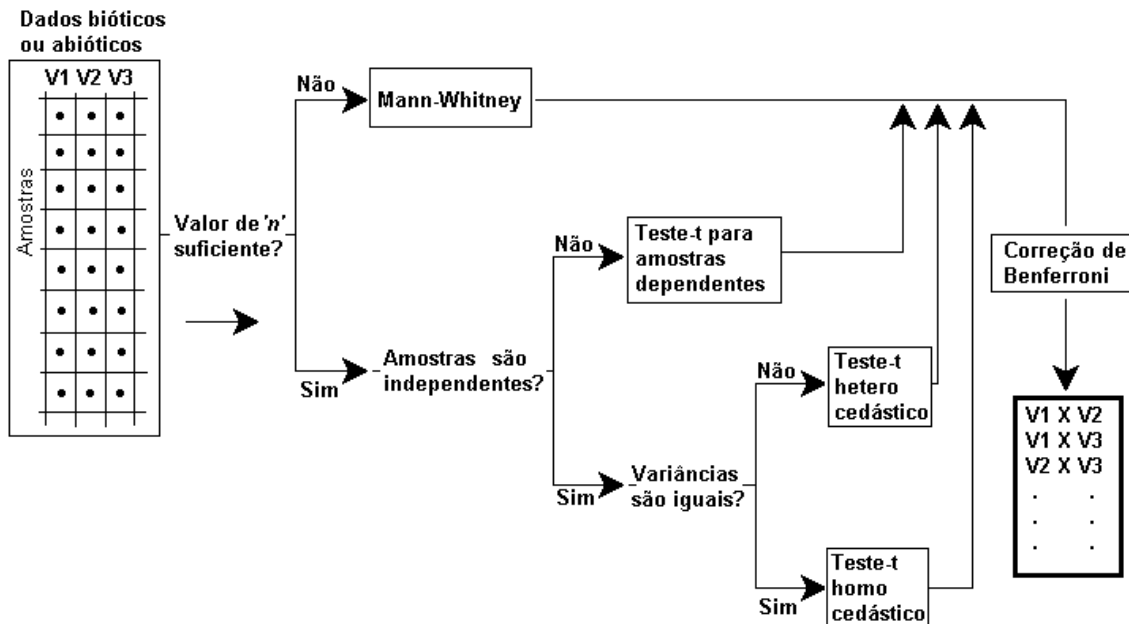 Dados bióticos
ou abióticos
V1 V2 V3
Amostras
Valor de 'n'
suficiente?
Não
Mann-Whitney
Sim
Amostras são
independentes?
Não
Teste-t para
amostras
dependentes
Sim
Variâncias
são iguais?
Não
Teste-t
hetero
cedástico
Sim
Teste-t
homo
cedástico
Correção de
Benferroni
V1 X V2
V1 X V3
V2 X V3
. .
. .
. .